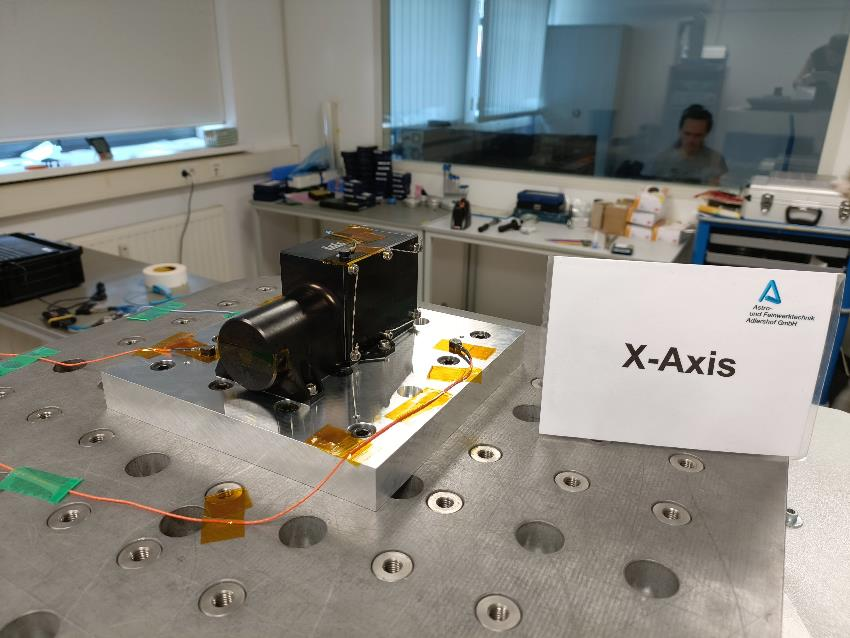 Astro-
und Feinwerktechnik
Adlershof GmbH
X-Axis